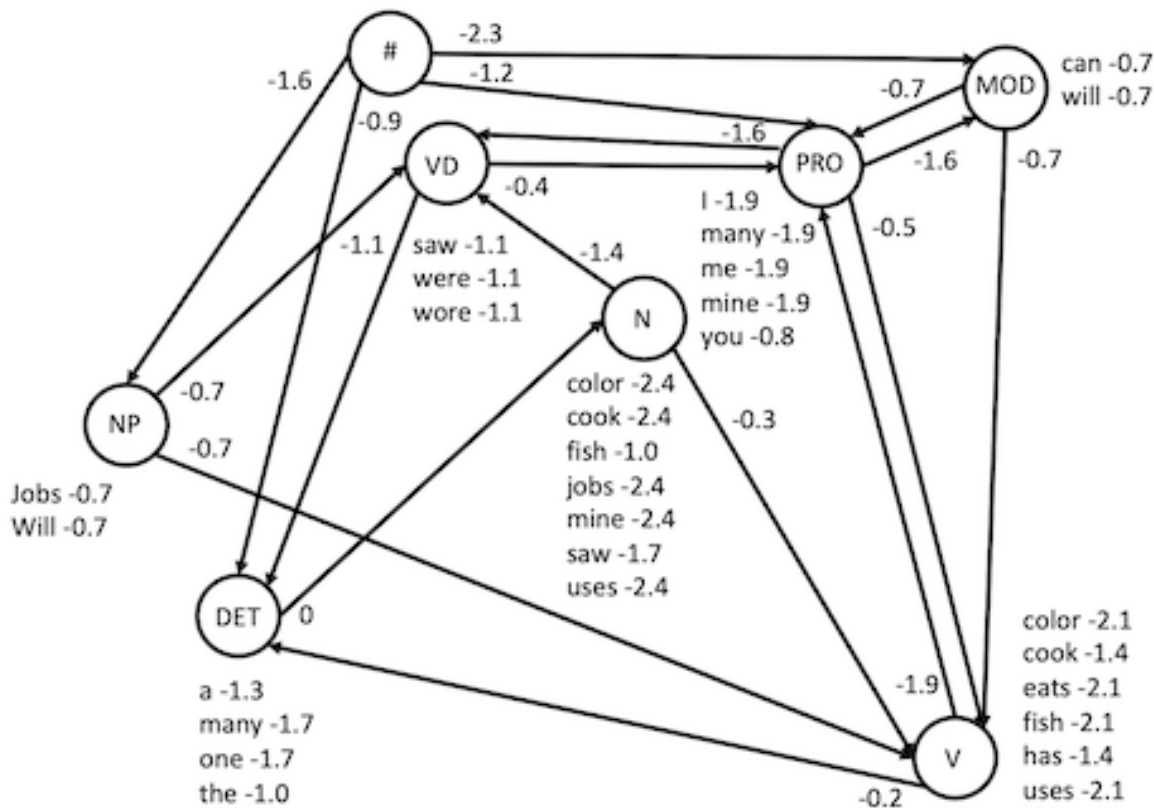 #
-2.3
-1.6
-1.2
MOD
can -0.7
will -0.7
-0.7
-0.9
-1.6
VD
PRO
-1.6
-0.7
-0.4
-1.1
I -1.9
many -1.9
me -1.9
mine -1.9
you -0.8
-0.5
saw -1.1
were -1.1
wore -1.1
-1.4
N
color -2.4
cook -2.4
fish -1.0
jobs -2.4
mine -2.4
saw -1.7
uses -2.4
-0.3
NP
-0.7
-0.7
Jobs -0.7
Will -0.7
DET
0
a -1.3
many -1.7
one -1.7
the -1.0
-1.9
V
-0.2
color -2.1
cook -1.4
eats -2.1
fish -2.1
has -1.4
uses -2.1